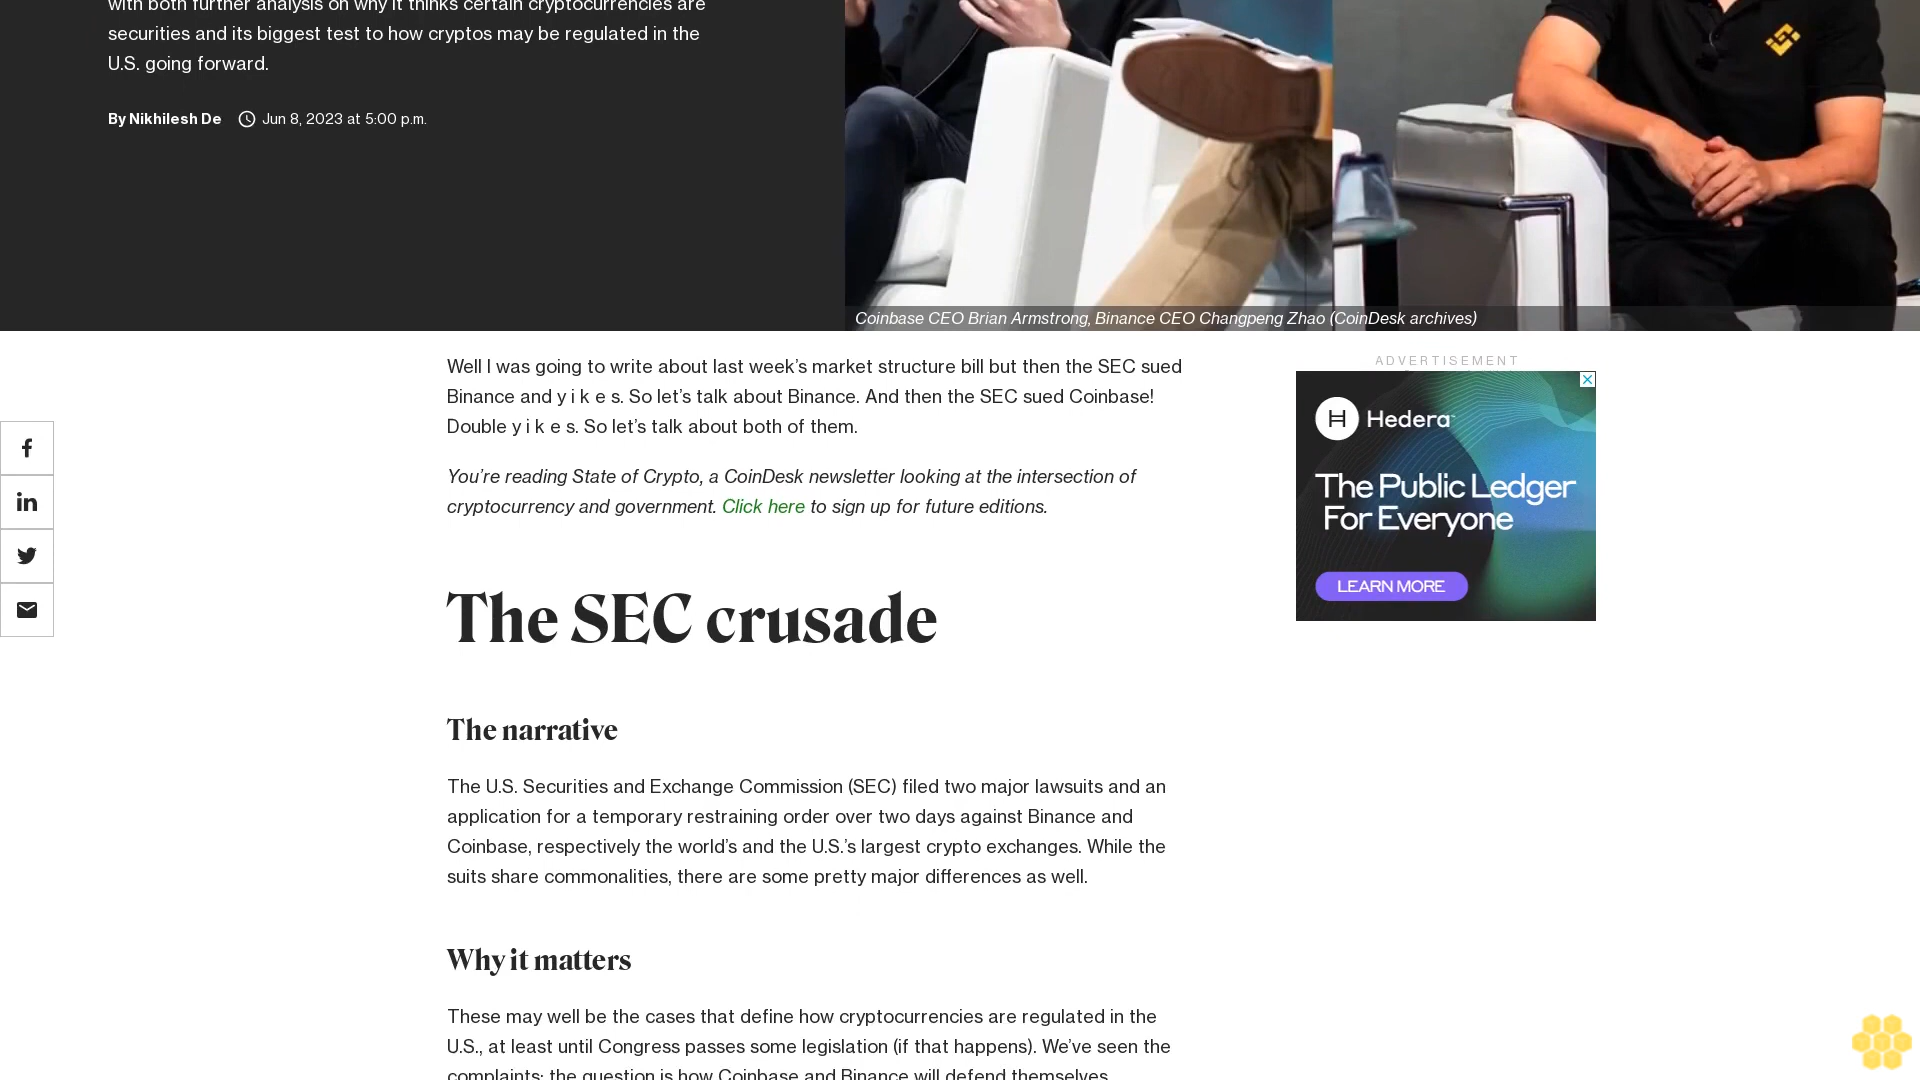 with both further analysis on why it thinks certain cryptocurrencies are
securities and its biggest test to how cryptos may be regulated in the
U.S. going forward.
By Nikhilesh De Jun 8, 2023 at 5:00 p.m.
Coinbase CEO Brian Armstrong, Binance CEO Changpeng Zhao (CoinDesk archives)
Well I was going to write about last week’s market structure bill but then the SEC sued
Binance and y i k e s. So let’s talk about Binance. And then the SEC sued Coinbase!
Double y i k e s. So let’s talk about both of them.
You’re reading State of Crypto, a CoinDesk newsletter looking at the intersection of
cryptocurrency and government. Click here to sign up for future editions.
The SEC crusade
The narrative
The U.S. Securities and Exchange Commission (SEC) filed two major lawsuits and an
application for a temporary restraining order over two days against Binance and
Coinbase, respectively the world’s and the U.S.’s largest crypto exchanges. While the
suits share commonalities, there are some pretty major differences as well.
Why it matters
These may well be the cases that define how cryptocurrencies are regulated in the
U.S., at least until Congress passes some legislation (if that happens). We’ve seen the
complaints; the question is how Coinbase and Binance will defend themselves.
ADVERTISEMENT
H Hedera
The Public Ledger
For Everyone
LEARN MORE